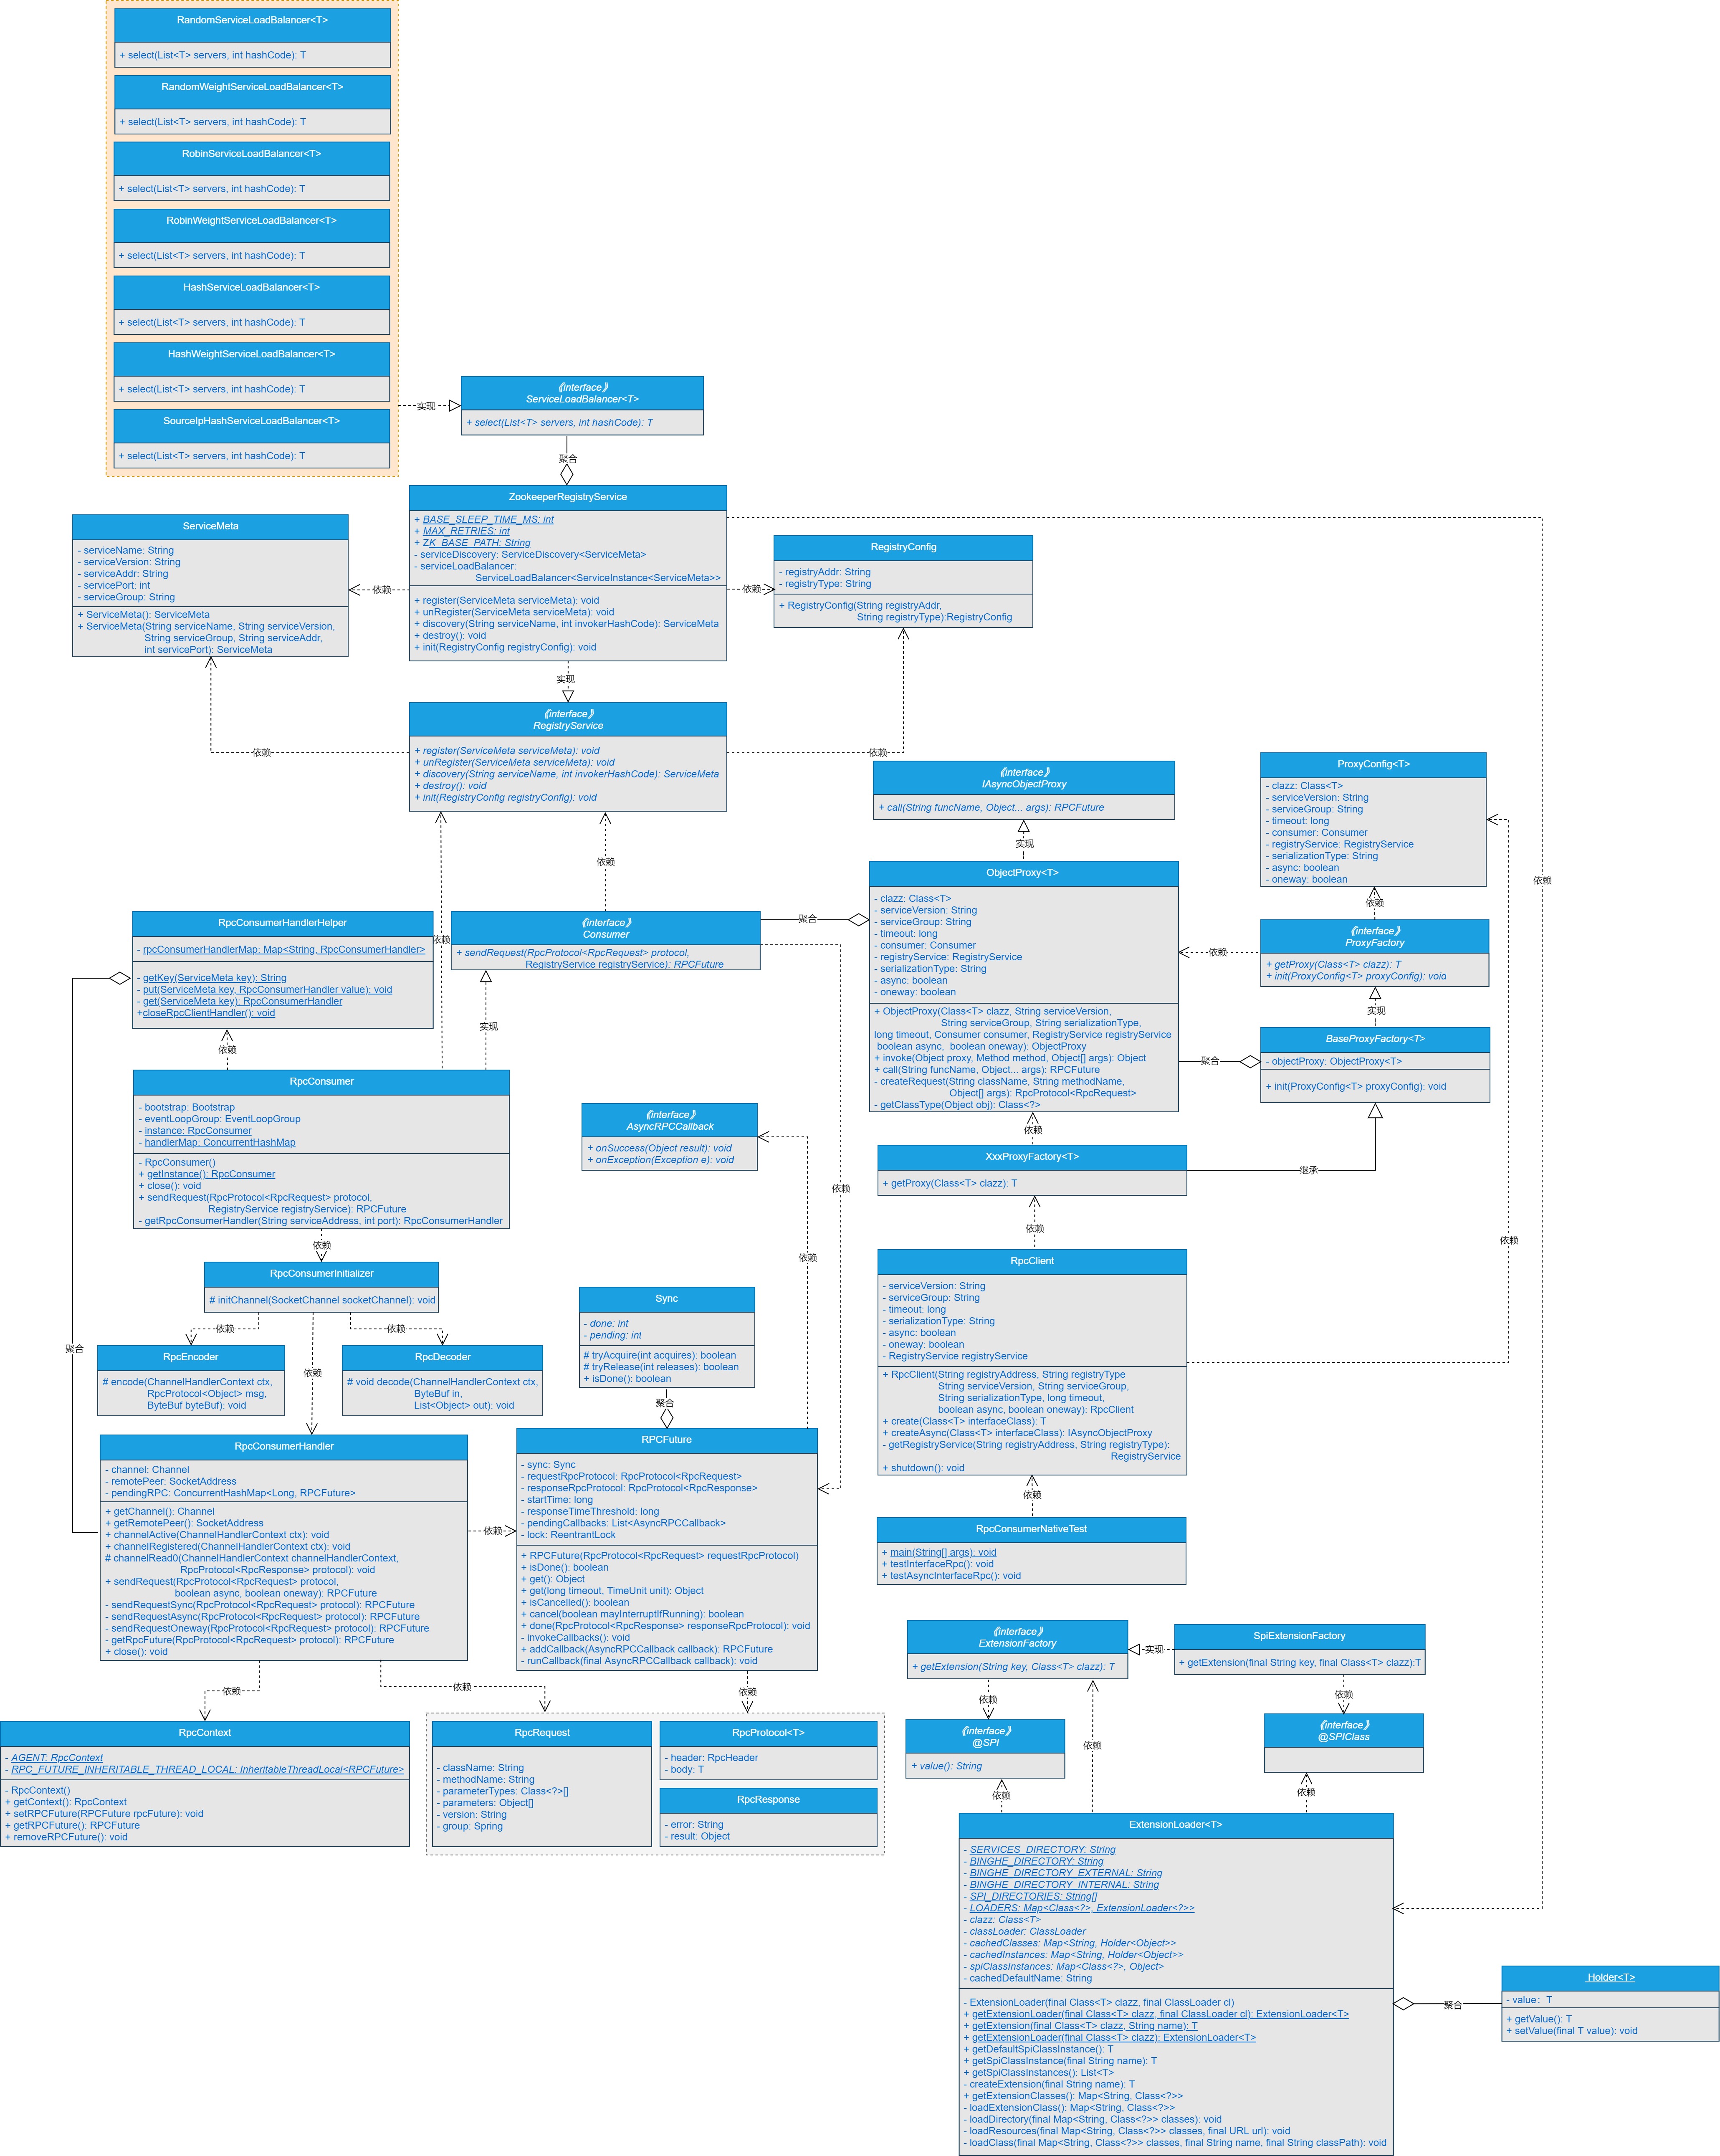 RandomServiceLoadBalancer<T>
+ select(List<T> servers, int hashCode): T
RandomWeightServiceLoadBalancer<T>
+ select(List<T> servers, int hashCode): T
RobinServiceLoadBalancer<T>
+ select(List<T> servers, int hashCode): T
RobinWeightServiceLoadBalancer<T>
+ select(List<T> servers, int hashCode): T
HashServiceLoadBalancer<T>
+ select(List<T> servers, int hashCode): T
HashWeightServiceLoadBalancer<T>
+ select(List<T> servers, int hashCode): T
SourceIpHashServiceLoadBalancer<T>
+ select(List<T> servers, int hashCode): T
实现
《interface》
ServiceLoadBalancer<T>
+ select(List<T> servers, int hashCode): T
聚合
ZookeeperRegistryService
+ BASE_SLEEP_TIME_MS: int
+ MAX_RETRIES: int
+ ZK_BASE_PATH: String
- serviceDiscovery: ServiceDiscovery<ServiceMeta>
- serviceLoadBalancer:
ServiceLoadBalancer<ServiceInstance<ServiceMeta>>
+ register(ServiceMeta serviceMeta): void
+ unRegister(ServiceMeta serviceMeta): void
+ discovery(String serviceName, int invokerHashCode): ServiceMeta
+ destroy(): void
+ init(RegistryConfig registryConfig): void
依赖
ServiceMeta
- serviceName: String
- serviceVersion: String
- serviceAddr: String
- servicePort: int
- serviceGroup: String
+ ServiceMeta(): ServiceMeta
+ ServiceMeta(String serviceName, String serviceVersion,
String serviceGroup, String serviceAddr,
int servicePort): ServiceMeta
依赖
RegistryConfig
- registryAddr: String
- registryType: String
+ RegistryConfig(String registryAddr,
String registryType):RegistryConfig
实现
《interface》
RegistryService
+ register(ServiceMeta serviceMeta): void
+ unRegister(ServiceMeta serviceMeta): void
+ discovery(String serviceName, int invokerHashCode): ServiceMeta
+ destroy(): void
+ init(RegistryConfig registryConfig): void
依赖
依赖
《interface》
IAsyncObjectProxy
+ call(String funcName, Object... args): RPCFuture
实现
ProxyConfig<T>
- clazz: Class<T>
- serviceVersion: String
- serviceGroup: String
- timeout: long
- consumer: Consumer
- registryService: RegistryService
- serializationType: String
- async: boolean
- oneway: boolean
依赖
依赖
ObjectProxy<T>
- clazz: Class<T>
- serviceVersion: String
- serviceGroup: String
- timeout: long
- consumer: Consumer
- registryService: RegistryService
- serializationType: String
- async: boolean
- oneway: boolean
+ ObjectProxy(Class<T> clazz, String serviceVersion,
String serviceGroup, String serializationType,
long timeout, Consumer consumer, RegistryService registryService
boolean async,  boolean oneway): ObjectProxy
+ invoke(Object proxy, Method method, Object[] args): Object
+ call(String funcName, Object... args): RPCFuture
- createRequest(String className, String methodName,
Object[] args): RpcProtocol<RpcRequest>
- getClassType(Object obj): Class<?>
依赖
《interface》
ProxyFactory
+ getProxy(Class<T> clazz): T
+ init(ProxyConfig<T> proxyConfig): void
实现
BaseProxyFactory<T>
- objectProxy: ObjectProxy<T>
+ init(ProxyConfig<T> proxyConfig): void
聚合
聚合
依赖
依赖
RpcConsumerHandlerHelper
- rpcConsumerHandlerMap: Map<String, RpcConsumerHandler>
- getKey(ServiceMeta key): String
- put(ServiceMeta key, RpcConsumerHandler value): void
- get(ServiceMeta key): RpcConsumerHandler
+closeRpcClientHandler(): void
《interface》
Consumer
+ sendRequest(RpcProtocol<RpcRequest> protocol,
RegistryService registryService): RPCFuture
实现
依赖
RpcConsumer
- bootstrap: Bootstrap
- eventLoopGroup: EventLoopGroup
- instance: RpcConsumer
- handlerMap: ConcurrentHashMap
- RpcConsumer()
+ getInstance(): RpcConsumer
+ close(): void
+ sendRequest(RpcProtocol<RpcRequest> protocol,
RegistryService registryService): RPCFuture
- getRpcConsumerHandler(String serviceAddress, int port): RpcConsumerHandler
《interface》
AsyncRPCCallback
+ onSuccess(Object result): void
+ onException(Exception e): void
依赖
依赖
依赖
XxxProxyFactory<T>
+ getProxy(Class<T> clazz): T
继承
依赖
依赖
RpcConsumerInitializer
# initChannel(SocketChannel socketChannel): void
依赖
依赖
依赖
聚合
RpcEncoder
# encode(ChannelHandlerContext ctx,
RpcProtocol<Object> msg,
ByteBuf byteBuf): void
RpcDecoder
# void decode(ChannelHandlerContext ctx,
ByteBuf in,
List<Object> out): void
Sync
- done: int
- pending: int
# tryAcquire(int acquires): boolean
# tryRelease(int releases): boolean
+ isDone(): boolean
聚合
RpcClient
- serviceVersion: String
- serviceGroup: String
- timeout: long
- serializationType: String
- async: boolean
- oneway: boolean
- RegistryService registryService
+ RpcClient(String registryAddress, String registryType
String serviceVersion, String serviceGroup,
String serializationType, long timeout,
boolean async, boolean oneway): RpcClient
+ create(Class<T> interfaceClass): T
+ createAsync(Class<T> interfaceClass): IAsyncObjectProxy
- getRegistryService(String registryAddress, String registryType):
RegistryService
+ shutdown(): void
依赖
RpcConsumerNativeTest
+ main(String[] args): void
+ testInterfaceRpc(): void
+ testAsyncInterfaceRpc(): void
RpcConsumerHandler
- channel: Channel
- remotePeer: SocketAddress
- pendingRPC: ConcurrentHashMap<Long, RPCFuture>
+ getChannel(): Channel
+ getRemotePeer(): SocketAddress
+ channelActive(ChannelHandlerContext ctx): void
+ channelRegistered(ChannelHandlerContext ctx): void
# channelRead0(ChannelHandlerContext channelHandlerContext,
RpcProtocol<RpcResponse> protocol): void
+ sendRequest(RpcProtocol<RpcRequest> protocol,
boolean async, boolean oneway): RPCFuture
- sendRequestSync(RpcProtocol<RpcRequest> protocol): RPCFuture
- sendRequestAsync(RpcProtocol<RpcRequest> protocol): RPCFuture
- sendRequestOneway(RpcProtocol<RpcRequest> protocol): RPCFuture
- getRpcFuture(RpcProtocol<RpcRequest> protocol): RPCFuture
+ close(): void
依赖
RPCFuture
- sync: Sync
- requestRpcProtocol: RpcProtocol<RpcRequest>
- responseRpcProtocol: RpcProtocol<RpcResponse>
- startTime: long
- responseTimeThreshold: long
- pendingCallbacks: List<AsyncRPCCallback>
- lock: ReentrantLock
+ RPCFuture(RpcProtocol<RpcRequest> requestRpcProtocol)
+ isDone(): boolean
+ get(): Object
+ get(long timeout, TimeUnit unit): Object
+ isCancelled(): boolean
+ cancel(boolean mayInterruptIfRunning): boolean
+ done(RpcProtocol<RpcResponse> responseRpcProtocol): void
- invokeCallbacks(): void
+ addCallback(AsyncRPCCallback callback): RPCFuture
- runCallback(final AsyncRPCCallback callback): void
依赖
依赖
依赖
RpcContext
- AGENT: RpcContext
- RPC_FUTURE_INHERITABLE_THREAD_LOCAL: InheritableThreadLocal<RPCFuture>
- RpcContext()
+ getContext(): RpcContext
+ setRPCFuture(RPCFuture rpcFuture): void
+ getRPCFuture(): RPCFuture
+ removeRPCFuture(): void
RpcRequest
- className: String
- methodName: String
- parameterTypes: Class<?>[]
- parameters: Object[]
- version: String
- group: Spring
RpcProtocol<T>
- header: RpcHeader
- body: T
RpcResponse
- error: String
- result: Object
《interface》
ExtensionFactory
+ getExtension(String key, Class<T> clazz): T
实现
SpiExtensionFactory
+ getExtension(final String key, final Class<T> clazz):T
依赖
依赖
《interface》
@SPI
+ value(): String
《interface》
@SPIClass
依赖
依赖
依赖
ExtensionLoader<T>
- SERVICES_DIRECTORY: String
- BINGHE_DIRECTORY: String
- BINGHE_DIRECTORY_EXTERNAL: String
- BINGHE_DIRECTORY_INTERNAL: String
- SPI_DIRECTORIES: String[]
- LOADERS: Map<Class<?>, ExtensionLoader<?>>
- clazz: Class<T>
- classLoader: ClassLoader
- cachedClasses: Map<String, Holder<Object>>
- cachedInstances: Map<String, Holder<Object>>
- spiClassInstances: Map<Class<?>, Object>
- cachedDefaultName: String
- ExtensionLoader(final Class<T> clazz, final ClassLoader cl)
+ getExtensionLoader(final Class<T> clazz, final ClassLoader cl): ExtensionLoader<T>
+ getExtension(final Class<T> clazz, String name): T
+ getExtensionLoader(final Class<T> clazz): ExtensionLoader<T>
+ getDefaultSpiClassInstance(): T
+ getSpiClassInstance(final String name): T
+ getSpiClassInstances(): List<T>
- createExtension(final String name): T
+ getExtensionClasses(): Map<String, Class<?>>
- loadExtensionClass(): Map<String, Class<?>>
- loadDirectory(final Map<String, Class<?>> classes): void
- loadResources(final Map<String, Class<?>> classes, final URL url): void
- loadClass(final Map<String, Class<?>> classes, final String name, final String classPath): void
聚合
Holder<T>
- value：T
+ getValue(): T
+ setValue(final T value): void